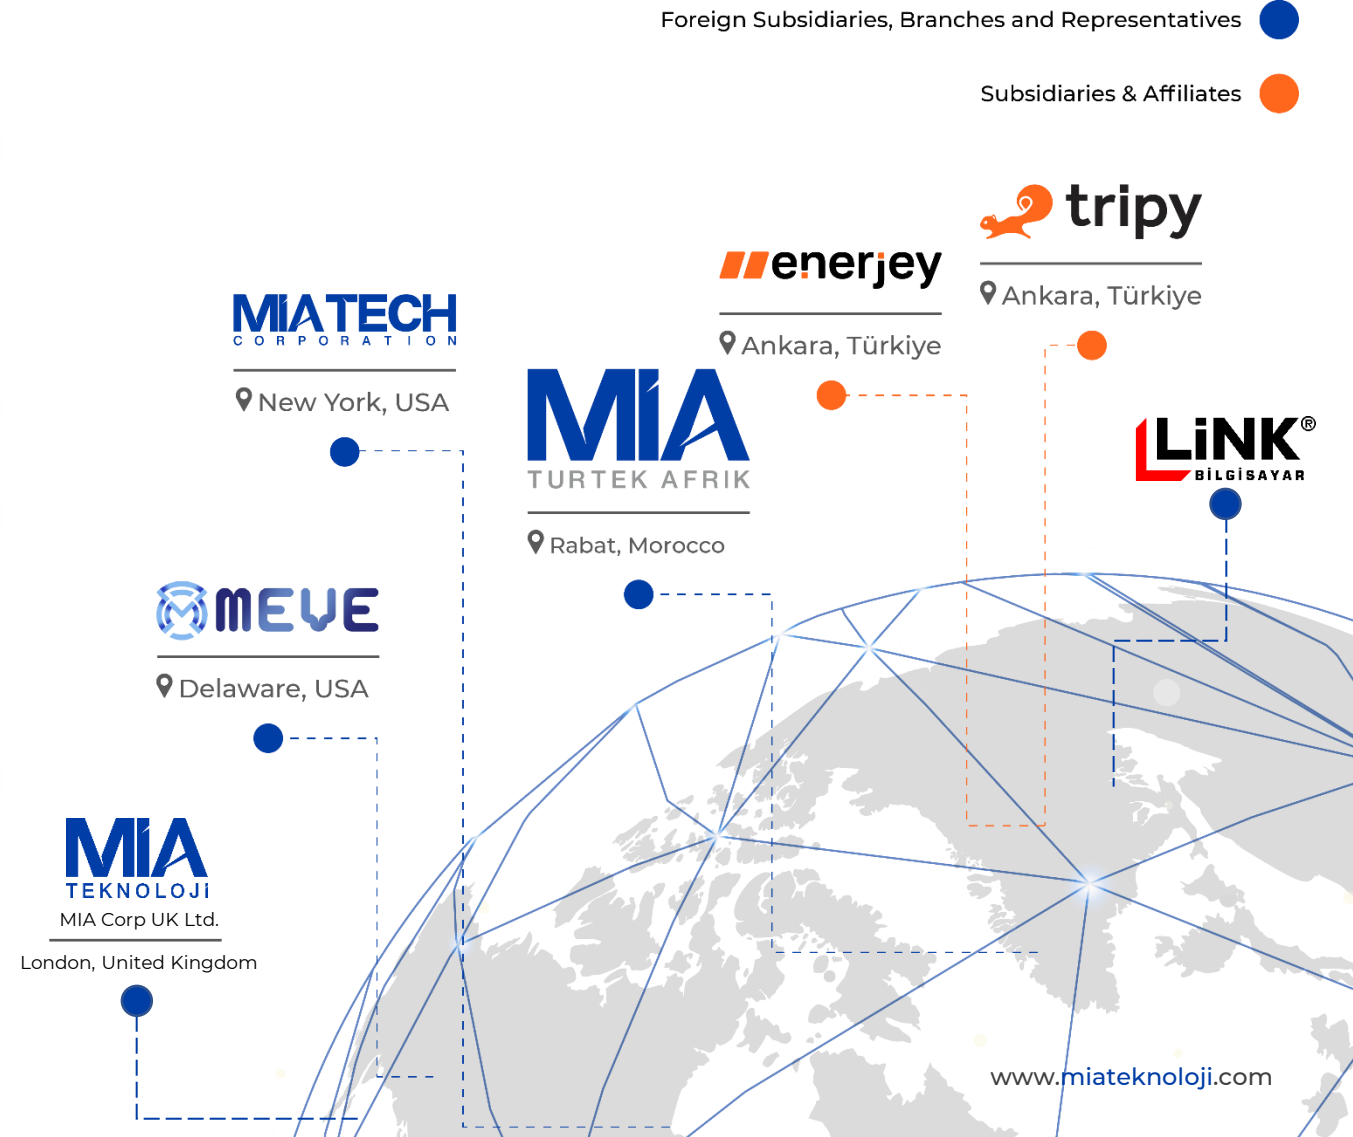 Foreign Subsidiaries, Branches and Representatives
Subsidiaries & Affiliates
tripy
Ankara, Türkiye
enerjey
Ankara, Türkiye
MIATECH
CORPORATION
New York, USA
MİA
TURTEK AFRIK
Rabat, Morocco
LiNK®
BİLGİSAYAR
MEVE
Delaware, USA
MİA
TEKNOLOJi
MIA Corp UK Ltd.
London, United Kingdom
www.miateknoloji.com